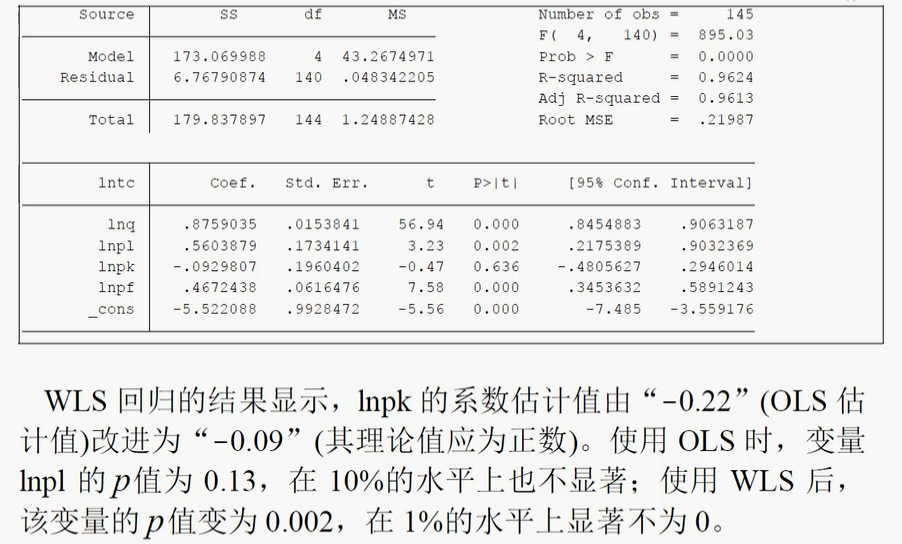 Source SS df MS Number of obs = 145
F( 4, 140) = 895.03
Model 173.069988 4 43.2674971 Prob > F = 0.0000
Residual 6.76790874 140 .048342205 R-squared = 0.9624
Adj R-squared = 0.9613
Total 179.837897 144 1.24887428 Root MSE = .21987
lntc Coef. Std. Err. t P>|t| [95% Conf. Interval]
lnq .8759035 .0153841 56.94 0.000 .8454883 .9063187
lnpl .5603879 .1734141 3.23 0.002 .2175389 .9032369
lnpk -.0929807 .1960402 -0.47 0.636 -.4805627 .2946014
lnpf .4672438 .0616476 7.58 0.000 .3453632 .5891243
_cons -5.522088 .9928472 -5.56 0.000 -7.485 -3.559176
WLS 回归的结果显示，lnpk 的系数估计值由“-0.22”(OLS 估
计值)改进为“-0.09”(其理论值应为正数)。使用 OLS 时，变量
lnpl 的p值为 0.13，在 10%的水平上也不显著；使用 WLS 后，
该变量的p值变为 0.002，在 1%的水平上显著不为 0。